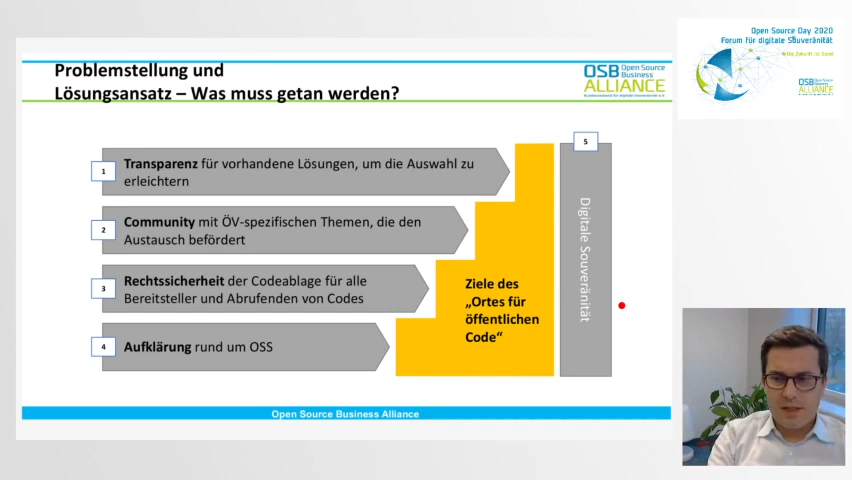 Problemstellung und
Lösungsansatz – Was muss getan werden?
OSB Open Source
Business
ALLIANCE
1
Transparenz für vorhandene Lösungen, um die Auswahl zu
erleichtern
2
Community mit ÖV-spezifischen Themen, die den
Austausch befördert
3
Rechtssicherheit der Codeablage für alle
Bereitsteller und Abrufenden von Codes
4
Aufklärung rund um OSS
Ziele des
„Ortes für
öffentlichen
Code“
5
Digitale Souveränität
Open Source Business Alliance
Open Source Day 2020
Forum für digitale Souveränität
OSB Open Source
Business
ALLIANCE